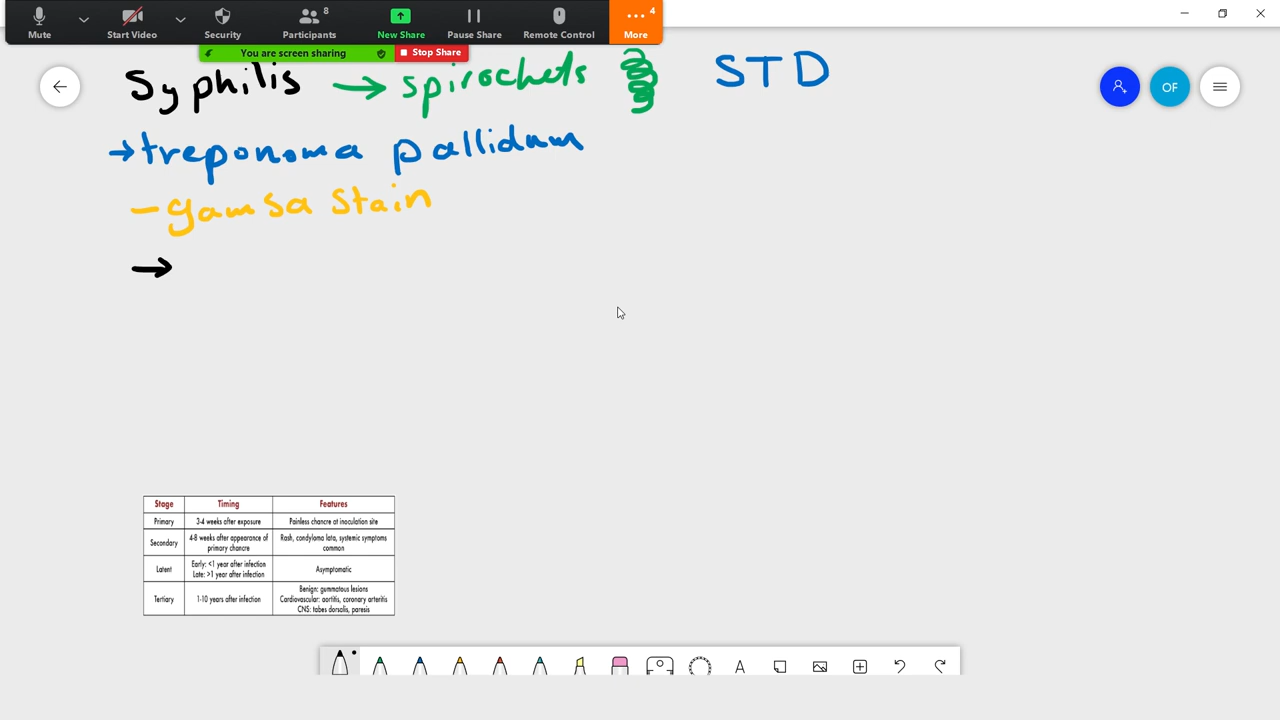 Mute Start Video Security Participants 8 New Share Pause Share Remote Control More 4
You are screen sharing Stop Share
Syphilis → spirochets STD
OF
→ treponoma pallidum
- gamsa stain
→
Stage Timing Features
Primary 3-4 weeks after exposure Painless chancre at inoculation site
Secondary 4-8 weeks after appearance of primary chancre Rash, condyloma lata, systemic symptoms common
Latent Early: <1 year after infection Late: >1 year after infection Asymptomatic
Tertiary 1-10 years after infection Benign: gummatous lesions Cardiovascular: aortitis, coronary arteritis CNS: tabes dorsalis, paresis
A